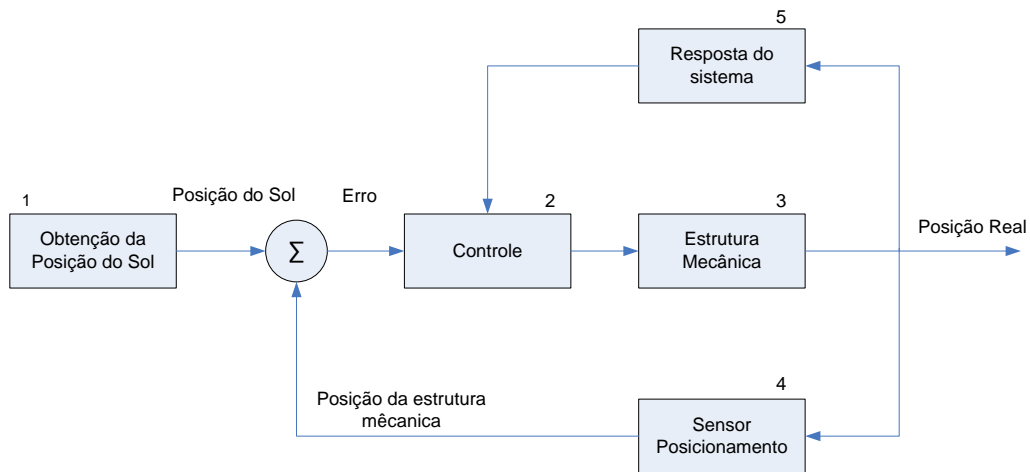 5
Resposta do
sistema
Posição do Sol
Erro
1
2
3
Obtenção da
Posição do Sol
Σ
Controle
Estrutura
Mecânica
Posição Real
Posição da estrutura
mêcanica
4
Sensor
Posicionamento